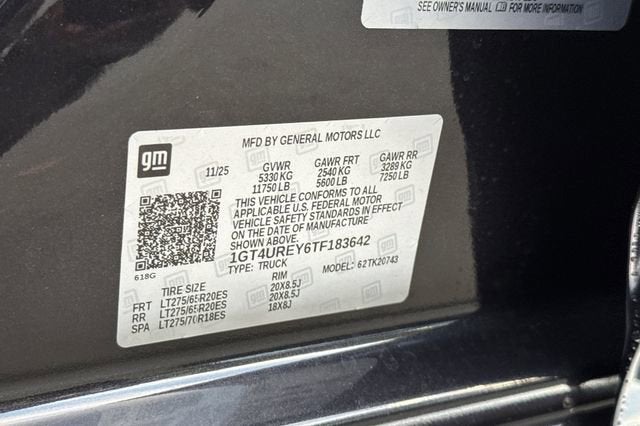 SEE OWNER'S MANUAL FOR MORE INFORMATION
MFD BY GENERAL MOTORS LLC
gm
11/25 GVWR GAWR FRT GAWR RR
5330 KG 2540 KG 3289 KG
11750 LB 5600 LB 7250 LB
THIS VEHICLE CONFORMS TO ALL
APPLICABLE U.S. FEDERAL MOTOR
VEHICLE SAFETY STANDARDS IN EFFECT
ON THE DATE OF MANUFACTURE
SHOWN ABOVE.
1GT4UREY6TF183642
618G
TYPE: TRUCK MODEL: 62TK20743
TIRE SIZE RIM
FRT LT275/65R20ES 20X8.5J
RR LT275/65R20ES 20X8.5J
SPA LT275/70R18ES 18X8J